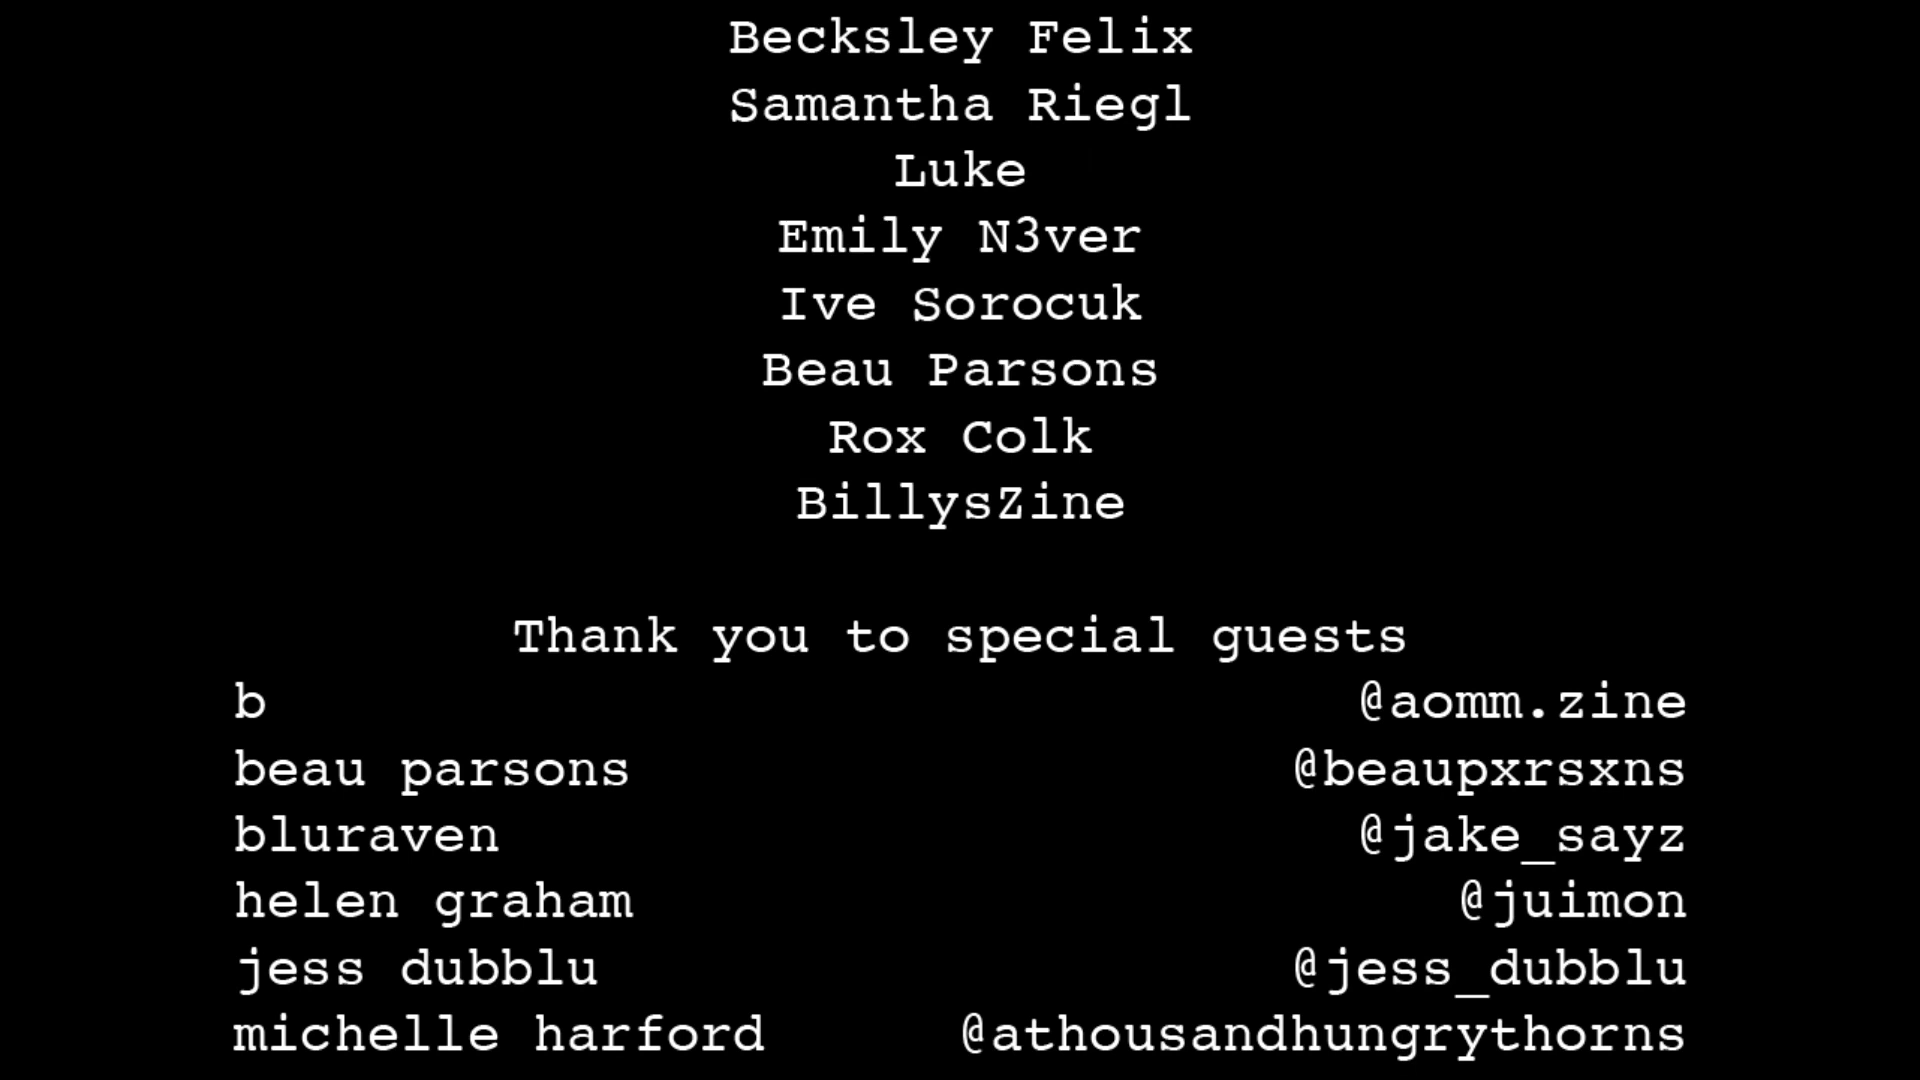 Becksley Felix
Samantha Riegl
Luke
Emily N3ver
Ive Sorocuk
Beau Parsons
Rox Colk
BillysZine
Thank you to special guests
b @aomm.zine
beau parsons @beaupxrsxns
bluraven @jake_sayz
helen graham @juimon
jess dubblu @jess_dubblu
michelle harford @athousandhungrythorns